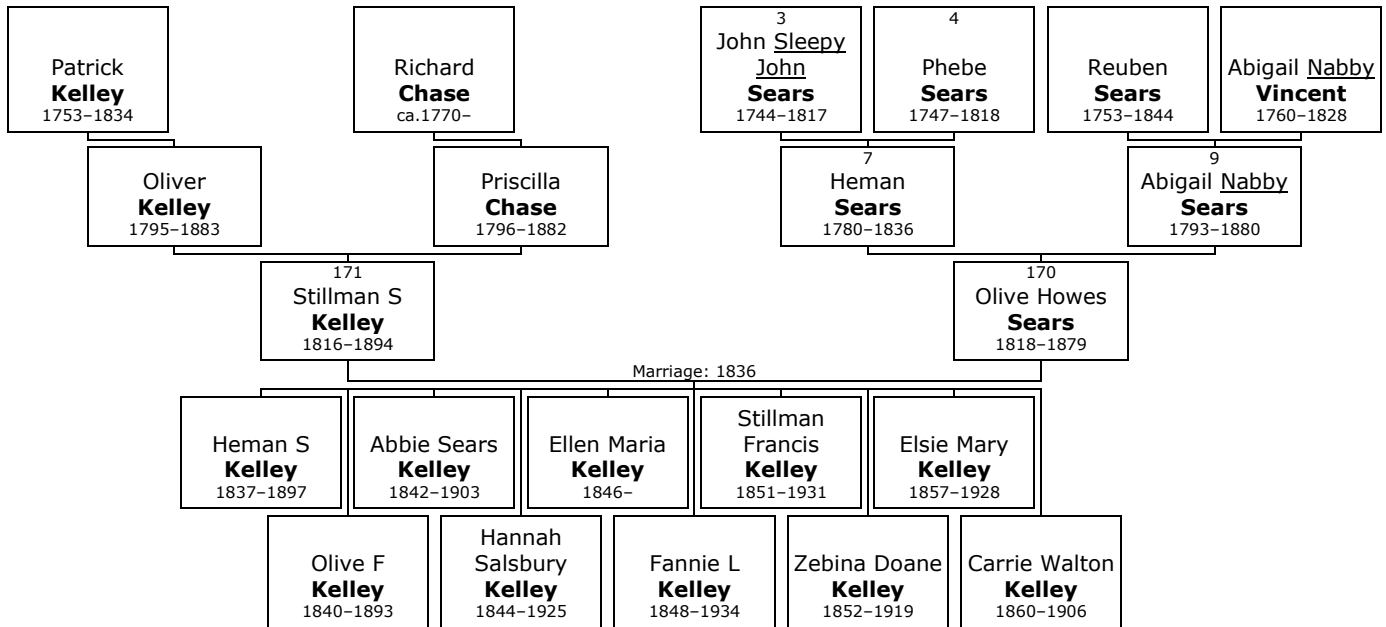 Patrick
Kelley
1753–1834
Richard
Chase
ca.1770–
3
John Sleepy
John
Sears
1744–1817
4
Phebe
Sears
1747–1818
Reuben
Sears
1753–1844
Abigail Nabby
Vincent
1760–1828
Oliver
Kelley
1795–1883
Priscilla
Chase
1796–1882
7
Heman
Sears
1780–1836
9
Abigail Nabby
Sears
1793–1880
171
Stillman S
Kelley
1816–1894
170
Olive Howes
Sears
1818–1879
Marriage: 1836
Heman S
Kelley
1837–1897
Abbie Sears
Kelley
1842–1903
Ellen Maria
Kelley
1846–
Stillman
Francis
Kelley
1851–1931
Elsie Mary
Kelley
1857–1928
Olive F
Kelley
1840–1893
Hannah
Salsbury
Kelley
1844–1925
Fannie L
Kelley
1848–1934
Zebina Doane
Kelley
1852–1919
Carrie Walton
Kelley
1860–1906